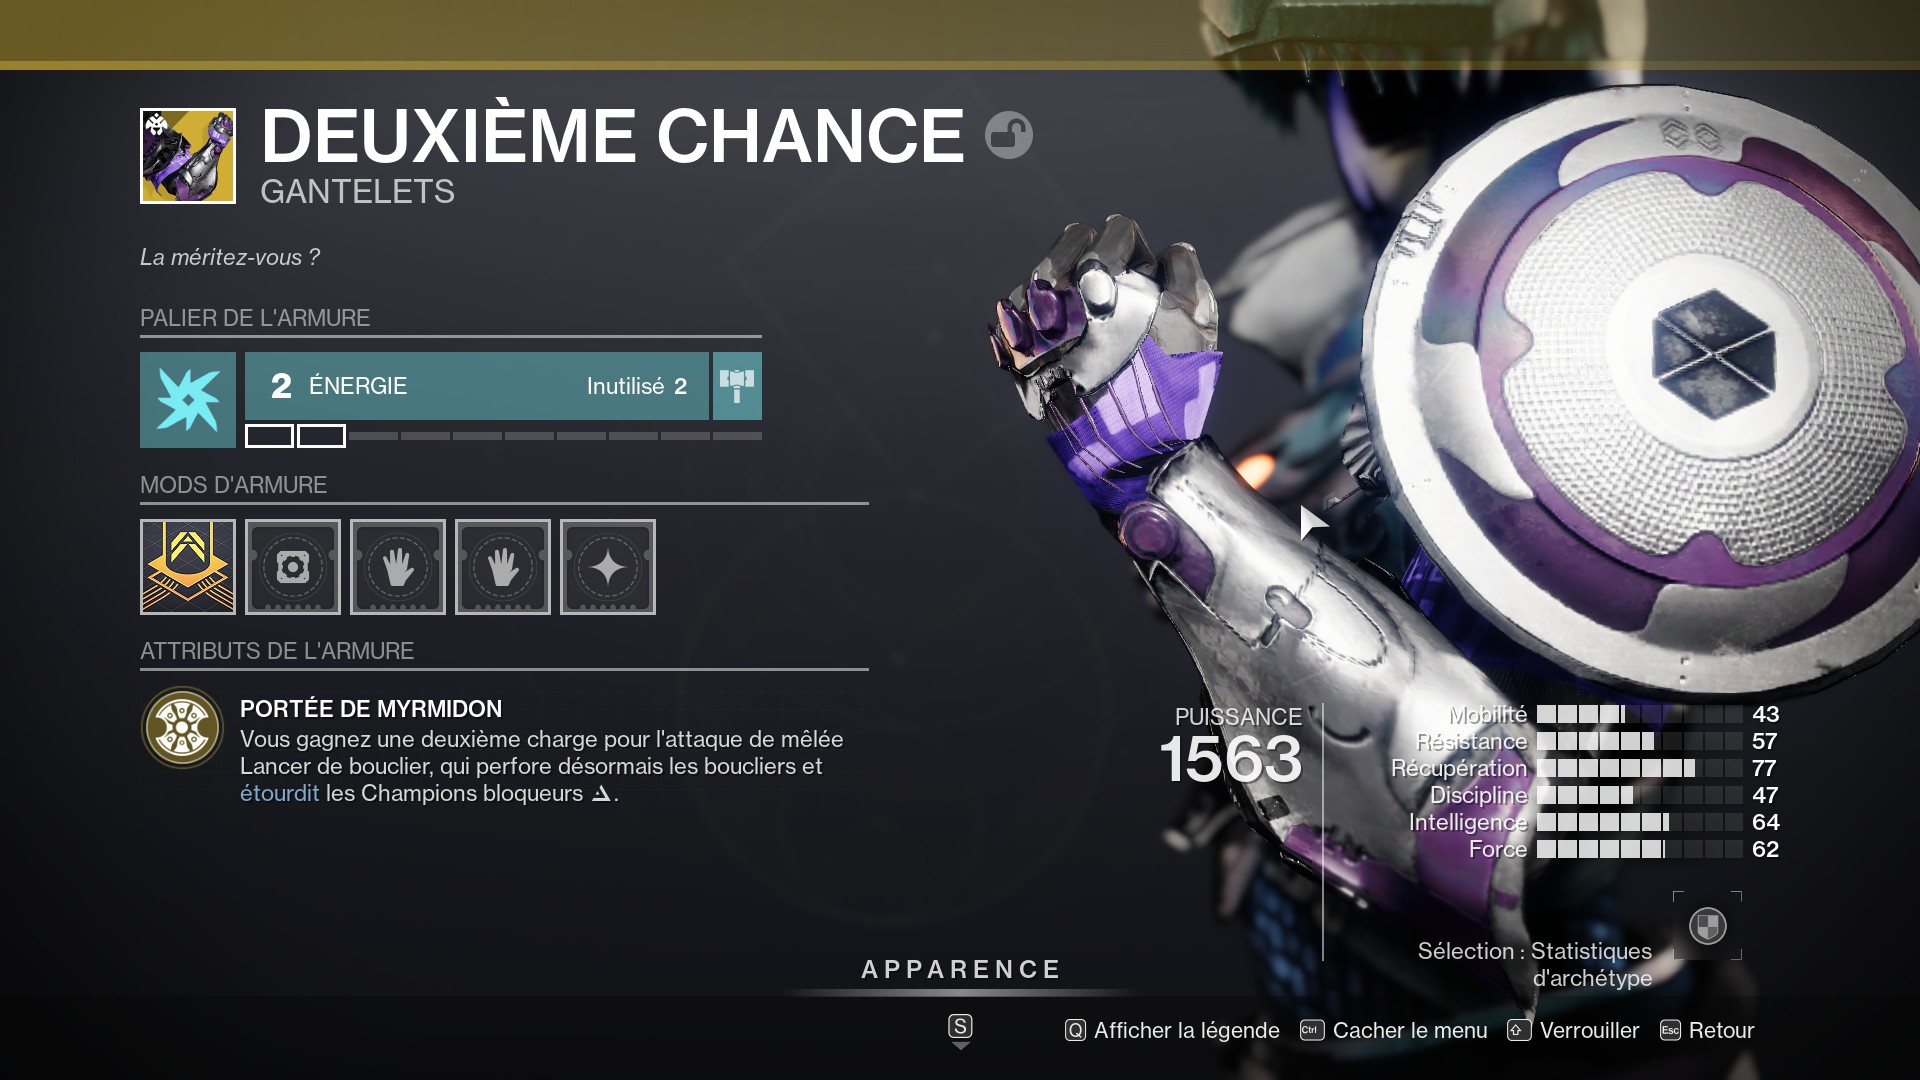 DEUXIÈME CHANCE
GANTELETS
La méritez-vous ?
PALIER DE L'ARMURE
2 ÉNERGIE Inutilisé 2
MODS D'ARMURE
ATTRIBUTS DE L'ARMURE
PORTÉE DE MYRMIDON
Vous gagnez une deuxième charge pour l'attaque de mêlée
Lancer de bouclier, qui perfore désormais les boucliers et
étourdit les Champions bloqueurs .
PUISSANCE
1563
Mobilité 43
Résistance 57
Récupération 77
Discipline 47
Intelligence 64
Force 62
Sélection : Statistiques
d'archétype
APPARENCE
S
Q Afficher la légende Ctrl Cacher le menu Verrouiller Esc Retour